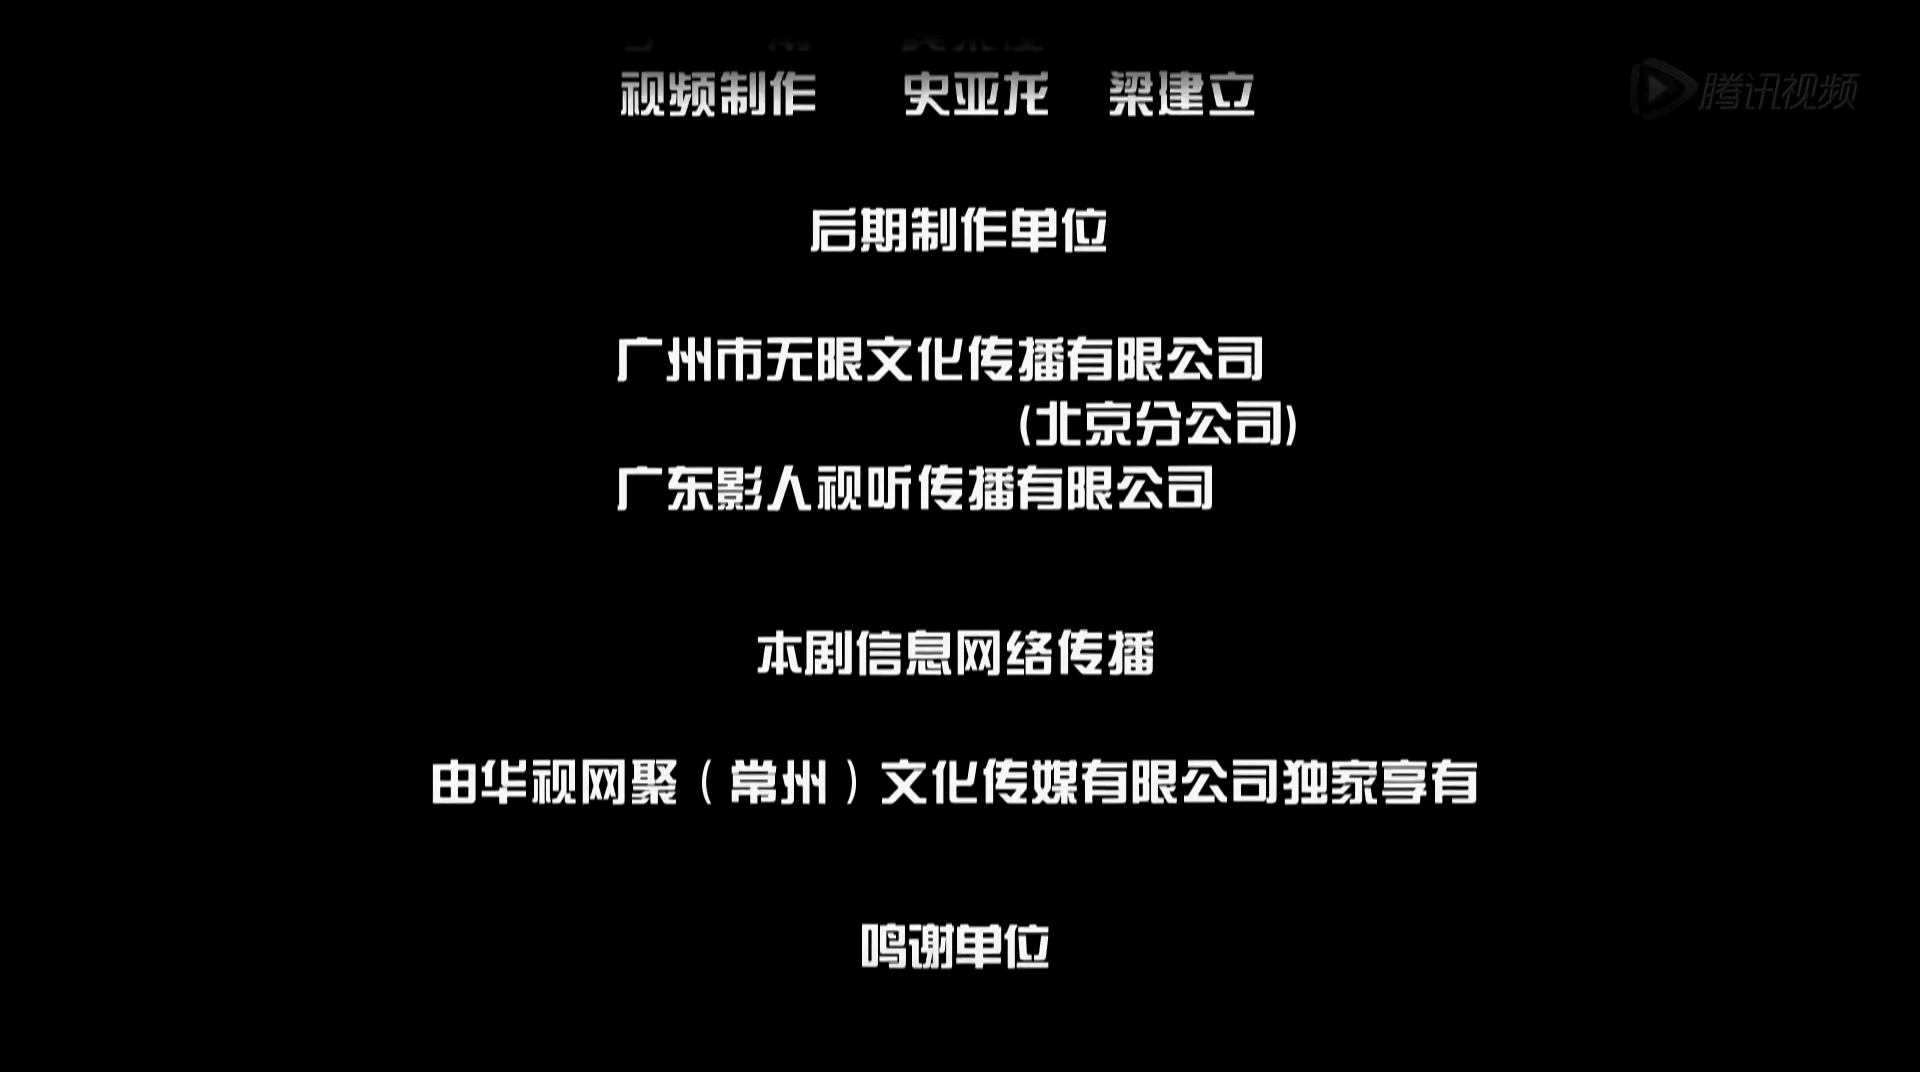 视频制作 史亚龙 梁建立
腾讯视频
后期制作单位
广州市无限文化传播有限公司
(北京分公司)
广东影人视听传播有限公司
本剧信息网络传播
由华视网聚（常州）文化传媒有限公司独家享有
鸣谢单位